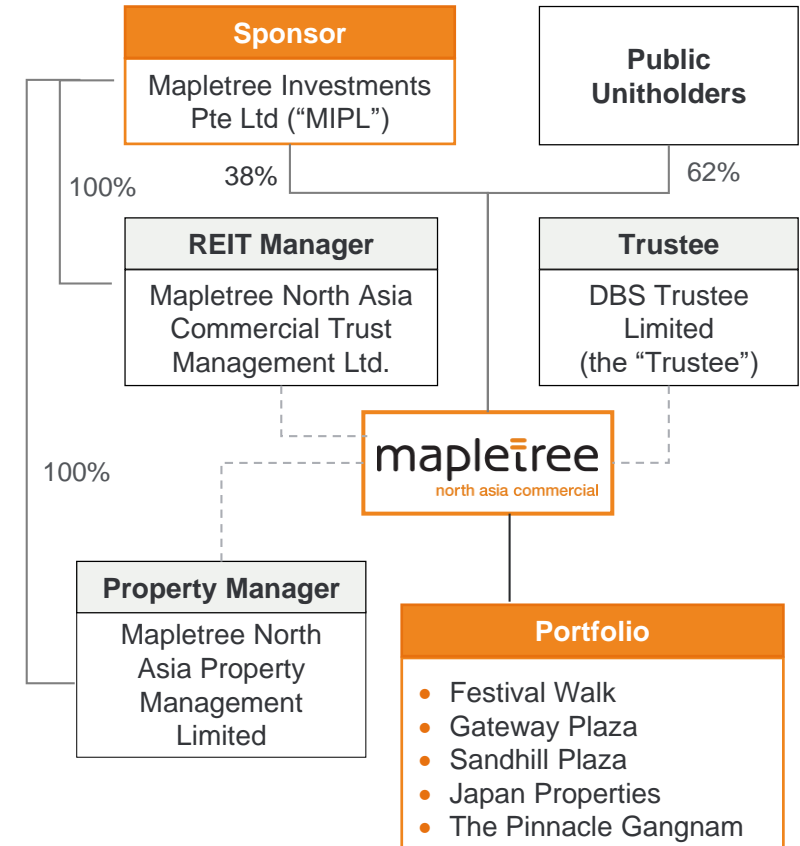 Sponsor
Mapletree Investments
Pte Ltd (“MIPL”)
Public
Unitholders
100%
38%
62%
REIT Manager
Mapletree North Asia
Commercial Trust
Management Ltd.
Trustee
DBS Trustee
Limited
(the “Trustee”)
100%
mapletree
north asia commercial
Property Manager
Mapletree North
Asia Property
Management
Limited
Portfolio
• Festival Walk
• Gateway Plaza
• Sandhill Plaza
• Japan Properties
• The Pinnacle Gangnam